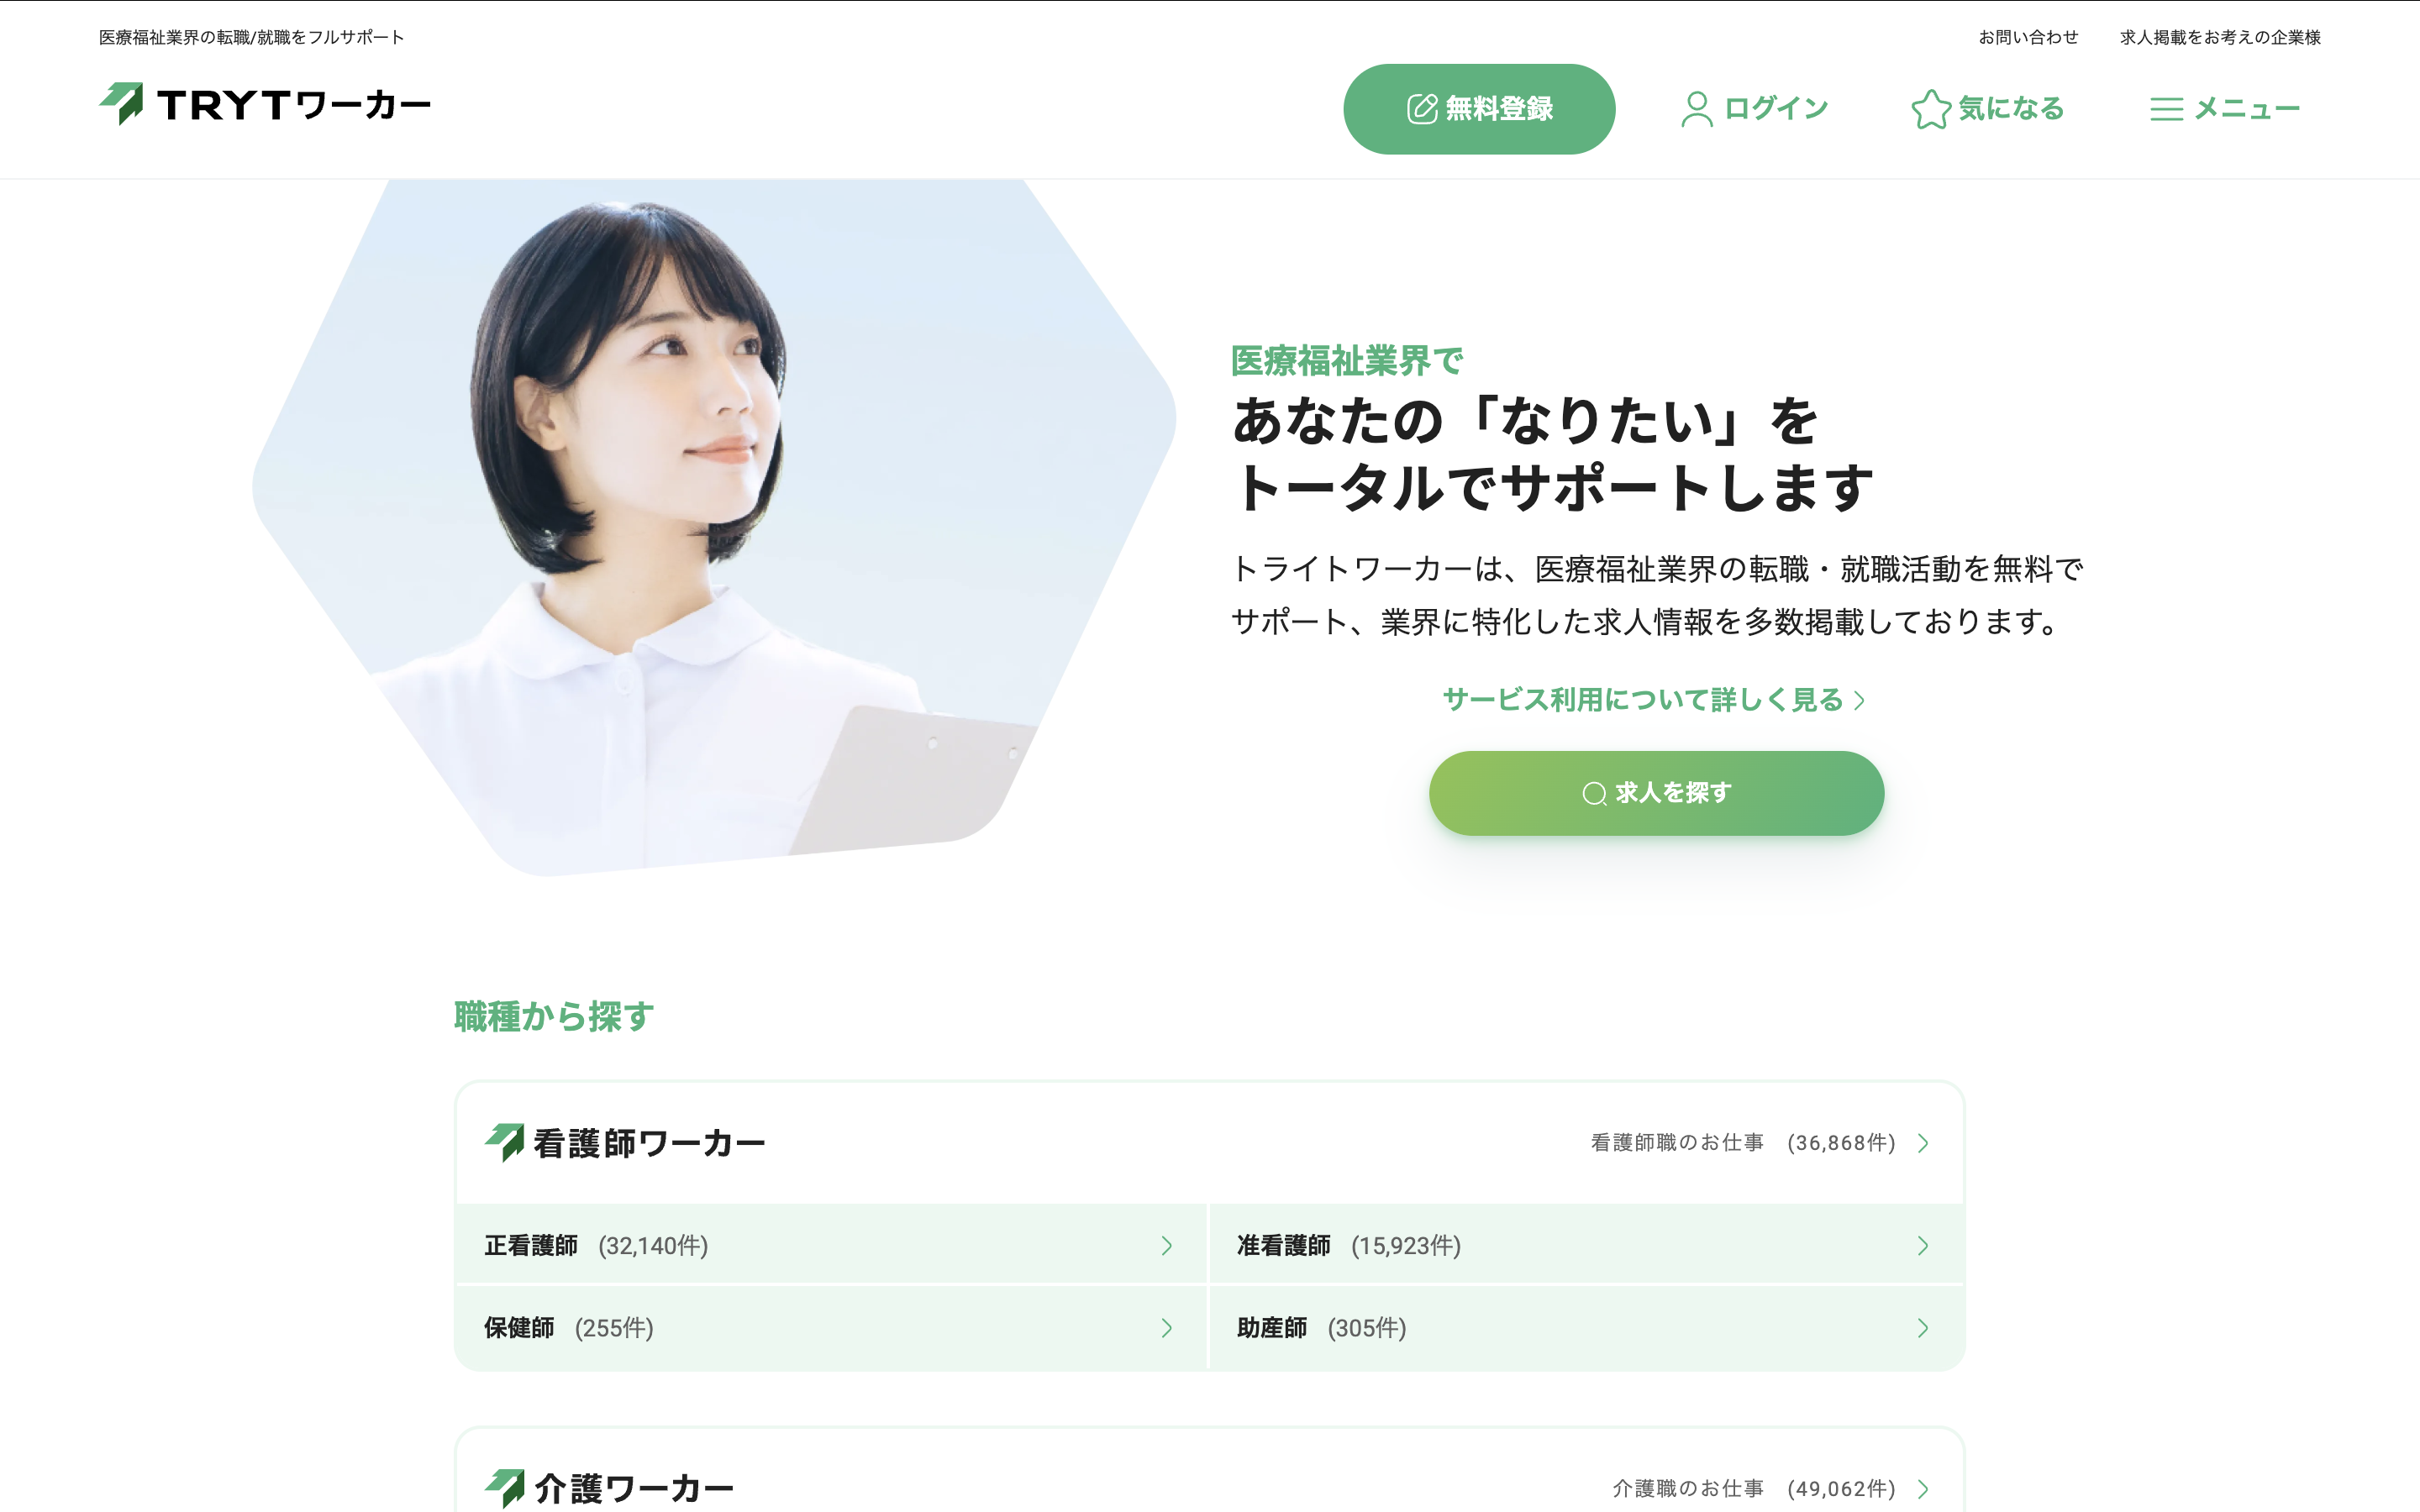 医療福祉業界の転職/就職をフルサポート
お問い合わせ 求人掲載をお考えの企業様
TRYTワーカー
無料登録 ログイン 気になる メニュー
医療福祉業界で
あなたの「なりたい」を
トータルでサポートします
トライトワーカーは、医療福祉業界の転職・就職活動を無料で
サポート、業界に特化した求人情報を多数掲載しております。
サービス利用について詳しく見る
求人を探す
職種から探す
看護師ワーカー 看護師職のお仕事 (36,868件)
正看護師 (32,140件) 准看護師 (15,923件)
保健師 (255件) 助産師 (305件)
介護ワーカー 介護職のお仕事 (49,062件)